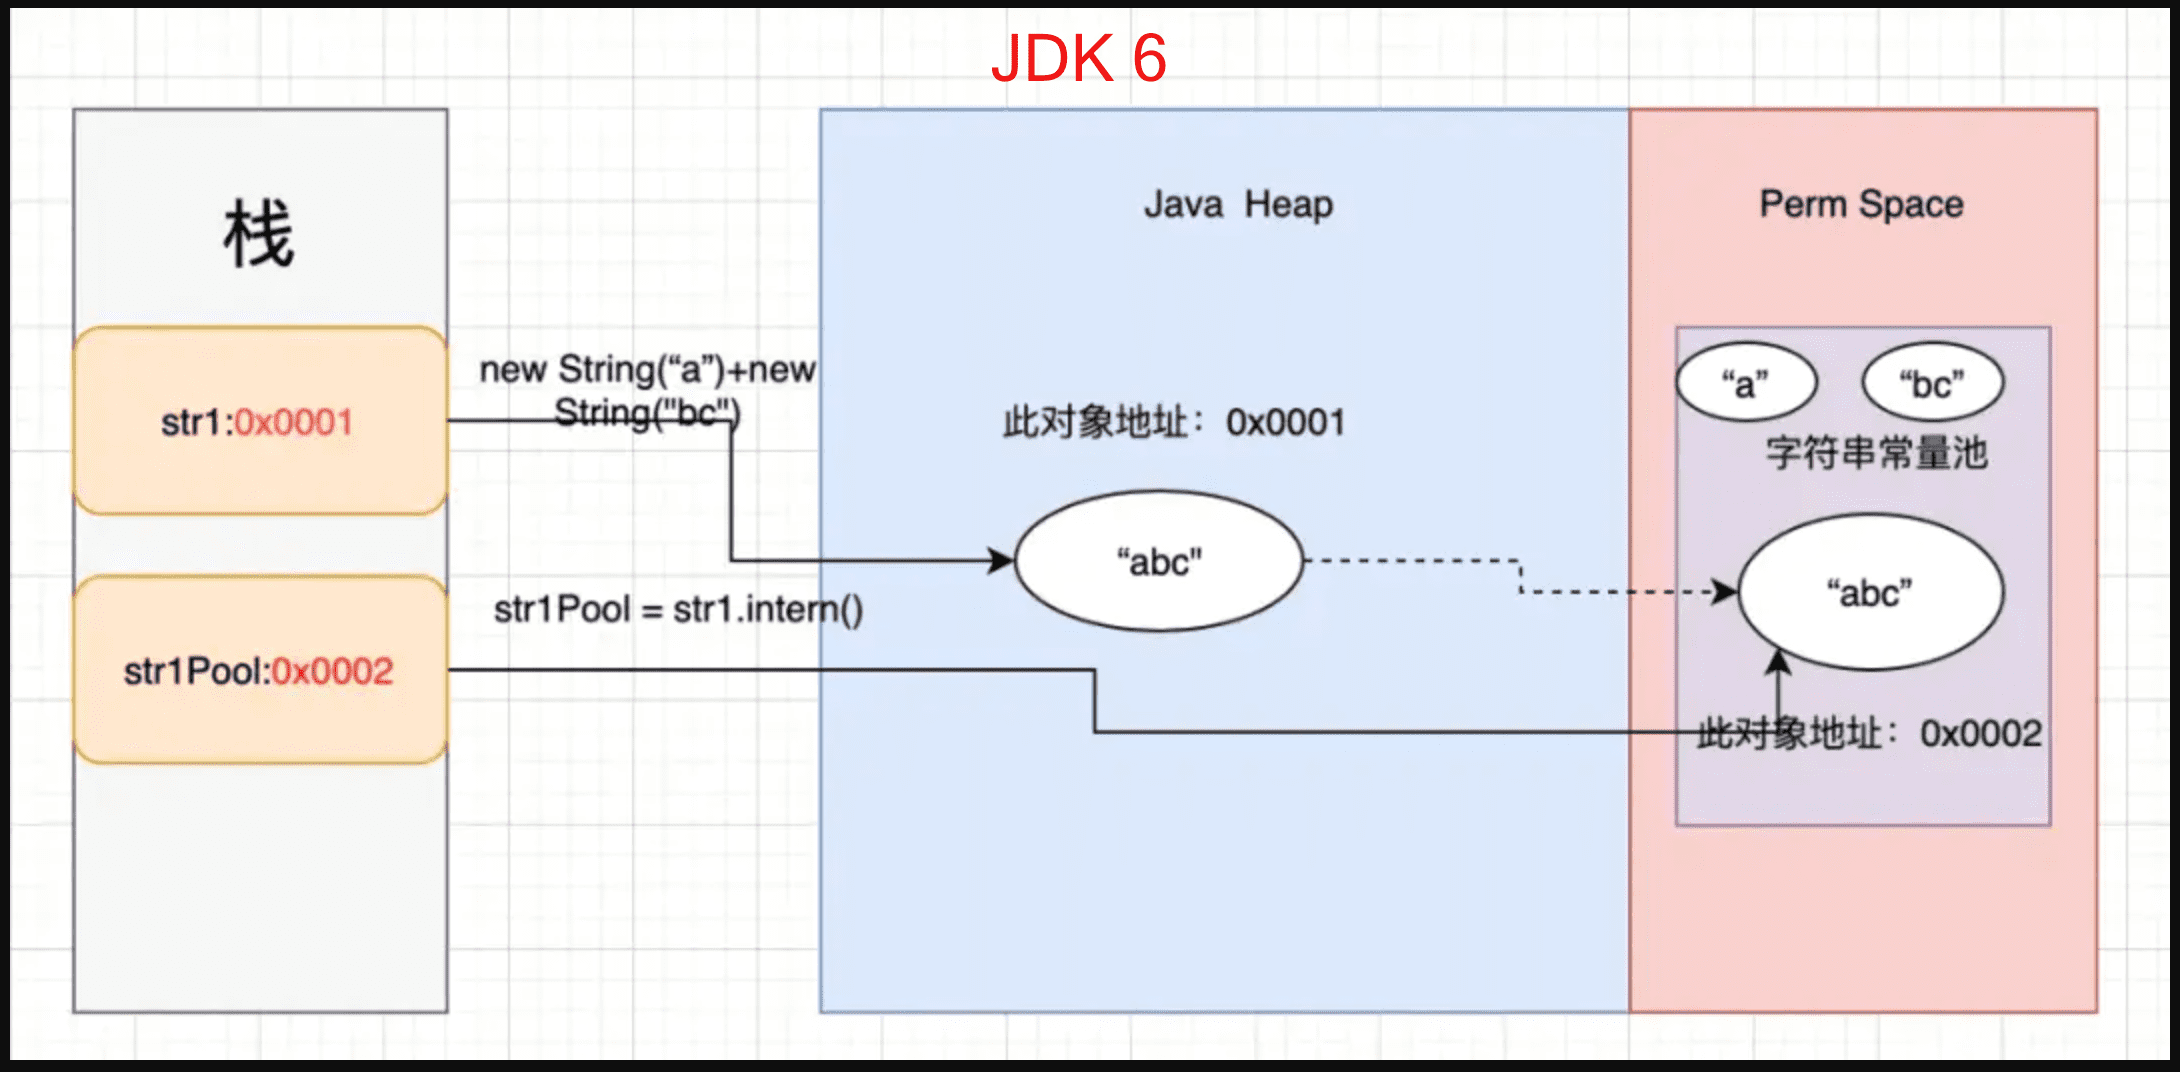 JDK 6
栈
Java Heap
Perm Space
str1:0x0001
new String(“a”)+new
String("bc")
此对象地址：0x0001
“a”
“bc”
字符串常量池
“abc"
“abc”
str1Pool = str1.intern()
str1Pool:0x0002
此对象地址：0x0002